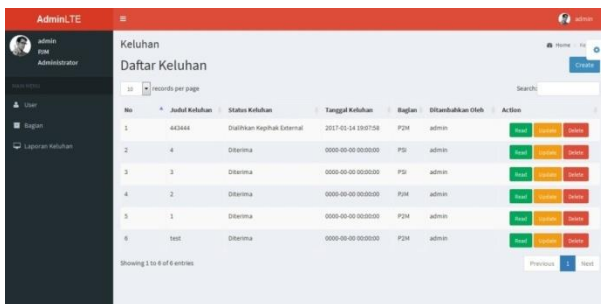 AdminLTE
admin
admin
PJM
Administrator
MAIN MENU
User
Bagian
Laporan Keluhan
Keluhan
Home
Daftar Keluhan
Create
10 records per page
Search:
No Judul Keluhan Status Keluhan Tanggal Keluhan Bagian Ditambahkan Oleh Action
1 443444 Dialihkan Kepihak External 2017-01-14 19:07:58 P2M admin Read Update Delete
2 4 Diterima 0000-00-00 00:00:00 PSI admin Read Update Delete
3 3 Diterima 0000-00-00 00:00:00 PSI admin Read Update Delete
4 2 Diterima 0000-00-00 00:00:00 PJM admin Read Update Delete
5 1 Diterima 0000-00-00 00:00:00 P2M admin Read Update Delete
6 test Diterima 0000-00-00 00:00:00 P2M admin Read Update Delete
Showing 1 to 6 of 6 entries
Previous 1 Next